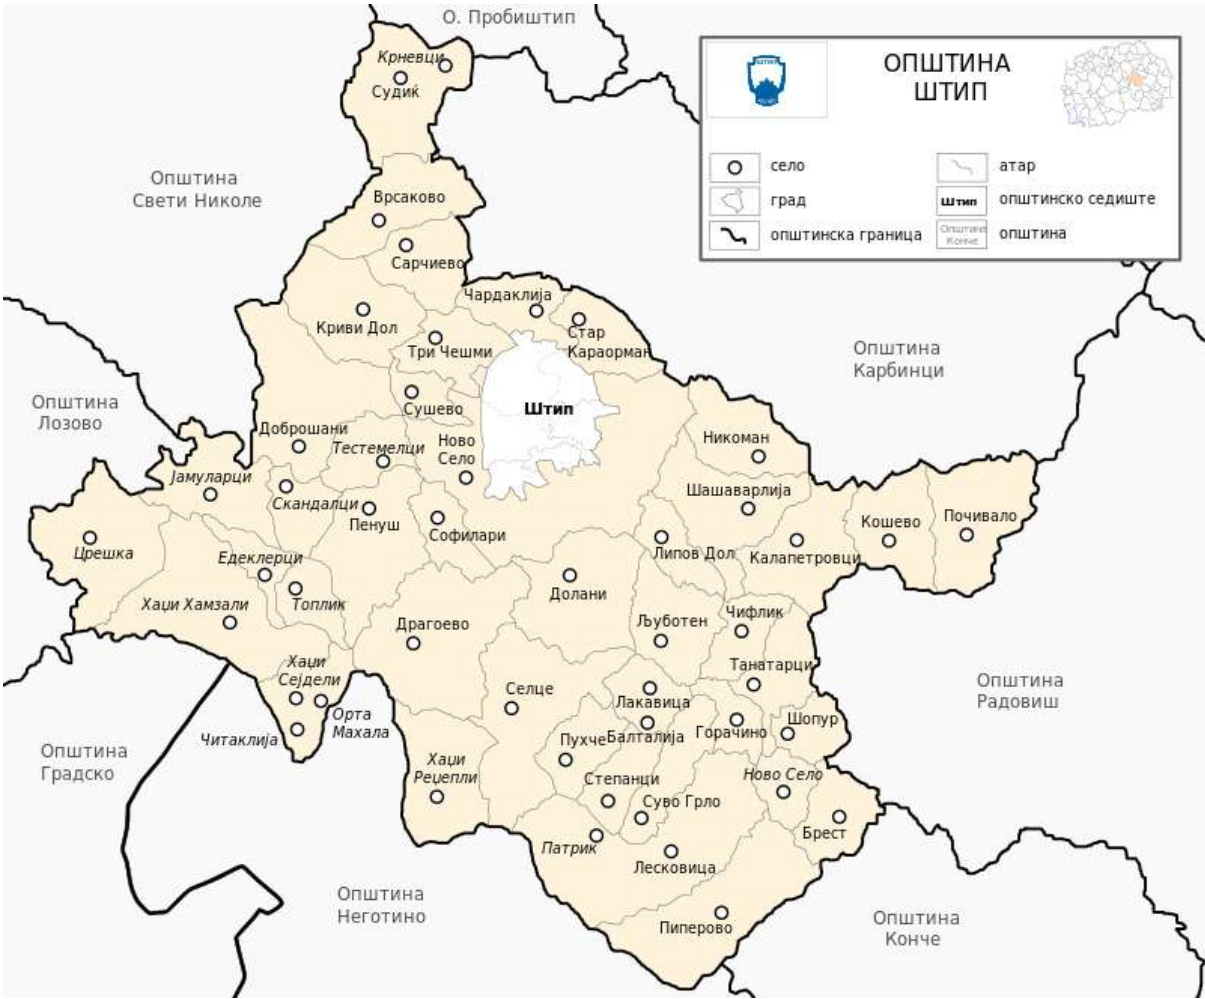 О. Пробиштип
Крневци
Судиќ
ОПШТИНА
ШТИП
село
атар
град
Штип
општинско седиште
општинска граница
Општина
Конче
општина
Општина
Свети Николе
Врсаково
Сарчиево
Чардаклија
Криви Дол
Стар
Караорман
Три Чешми
Општина
Карбинци
Општина
Лозово
Сушево
Штип
Доброшани
Тестемелци
Ново
Село
Никоман
Јамуларци
Скандалци
Пенуш
Софилари
Шашаварлија
Кошево
Почивало
Црешка
Едеклерци
Липов Дол
Калапетровци
Топлик
Хаџи Хамзали
Долани
Драгоево
Љуботен
Чифлик
Хаџи
Сејдели
Танатарци
Селце
Лакавица
Општина
Радовиш
Орта
Махала
Читаклија
Пухче
Балталија
Горачино
Шопур
Општина
Градско
Хаџи
Реџепли
Степанци
Ново Село
Суво Грло
Брест
Патрик
Лесковица
Општина
Неготино
Пиперово
Општина
Конче